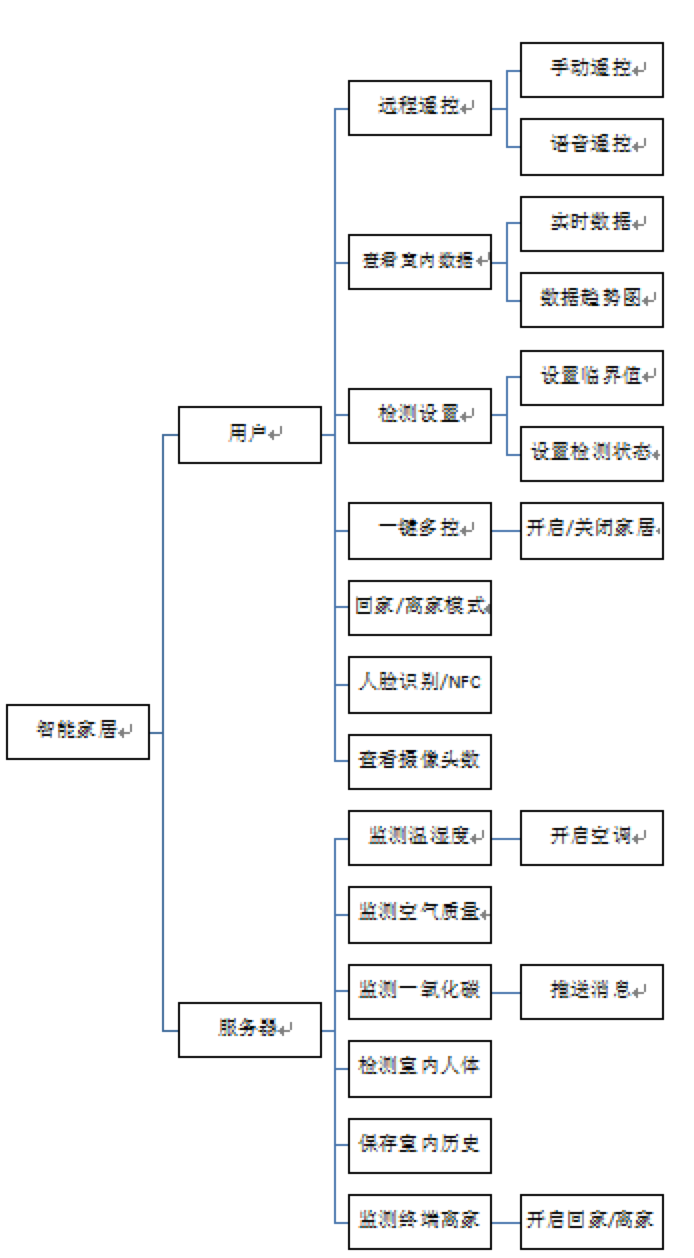 智能家居
用户
远程遥控
手动遥控
语音遥控
查看室内数据
实时数据
数据趋势图
检测设置
设置临界值
设置检测状态
一键多控
开启/关闭家居
回家/离家模式
人脸识别/NFC
查看摄像头数
服务器
监测温湿度
开启空调
监测空气质量
监测一氧化碳
推送消息
检测室内人体
保存室内历史
监测终端离家
开启回家/离家